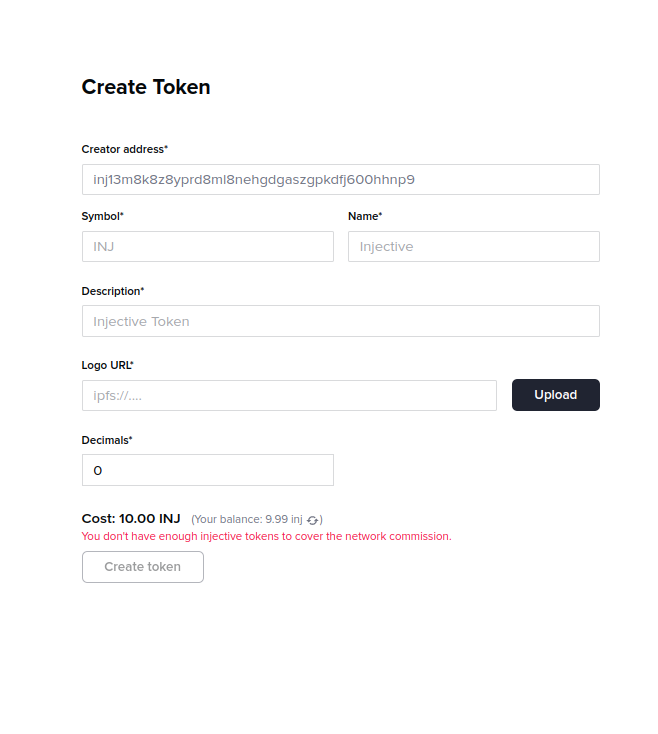 Create Token
Creator address*
inj13m8k8z8yprd8ml8nehgdgaszgpkdfj600hhnp9
Symbol* Name*
INJ Injective
Description*
Injective Token
Logo URL*
ipfs://.... Upload
Decimals*
0
Cost: 10.00 INJ (Your balance: 9.99 inj )
You don't have enough injective tokens to cover the network commission.
Create token